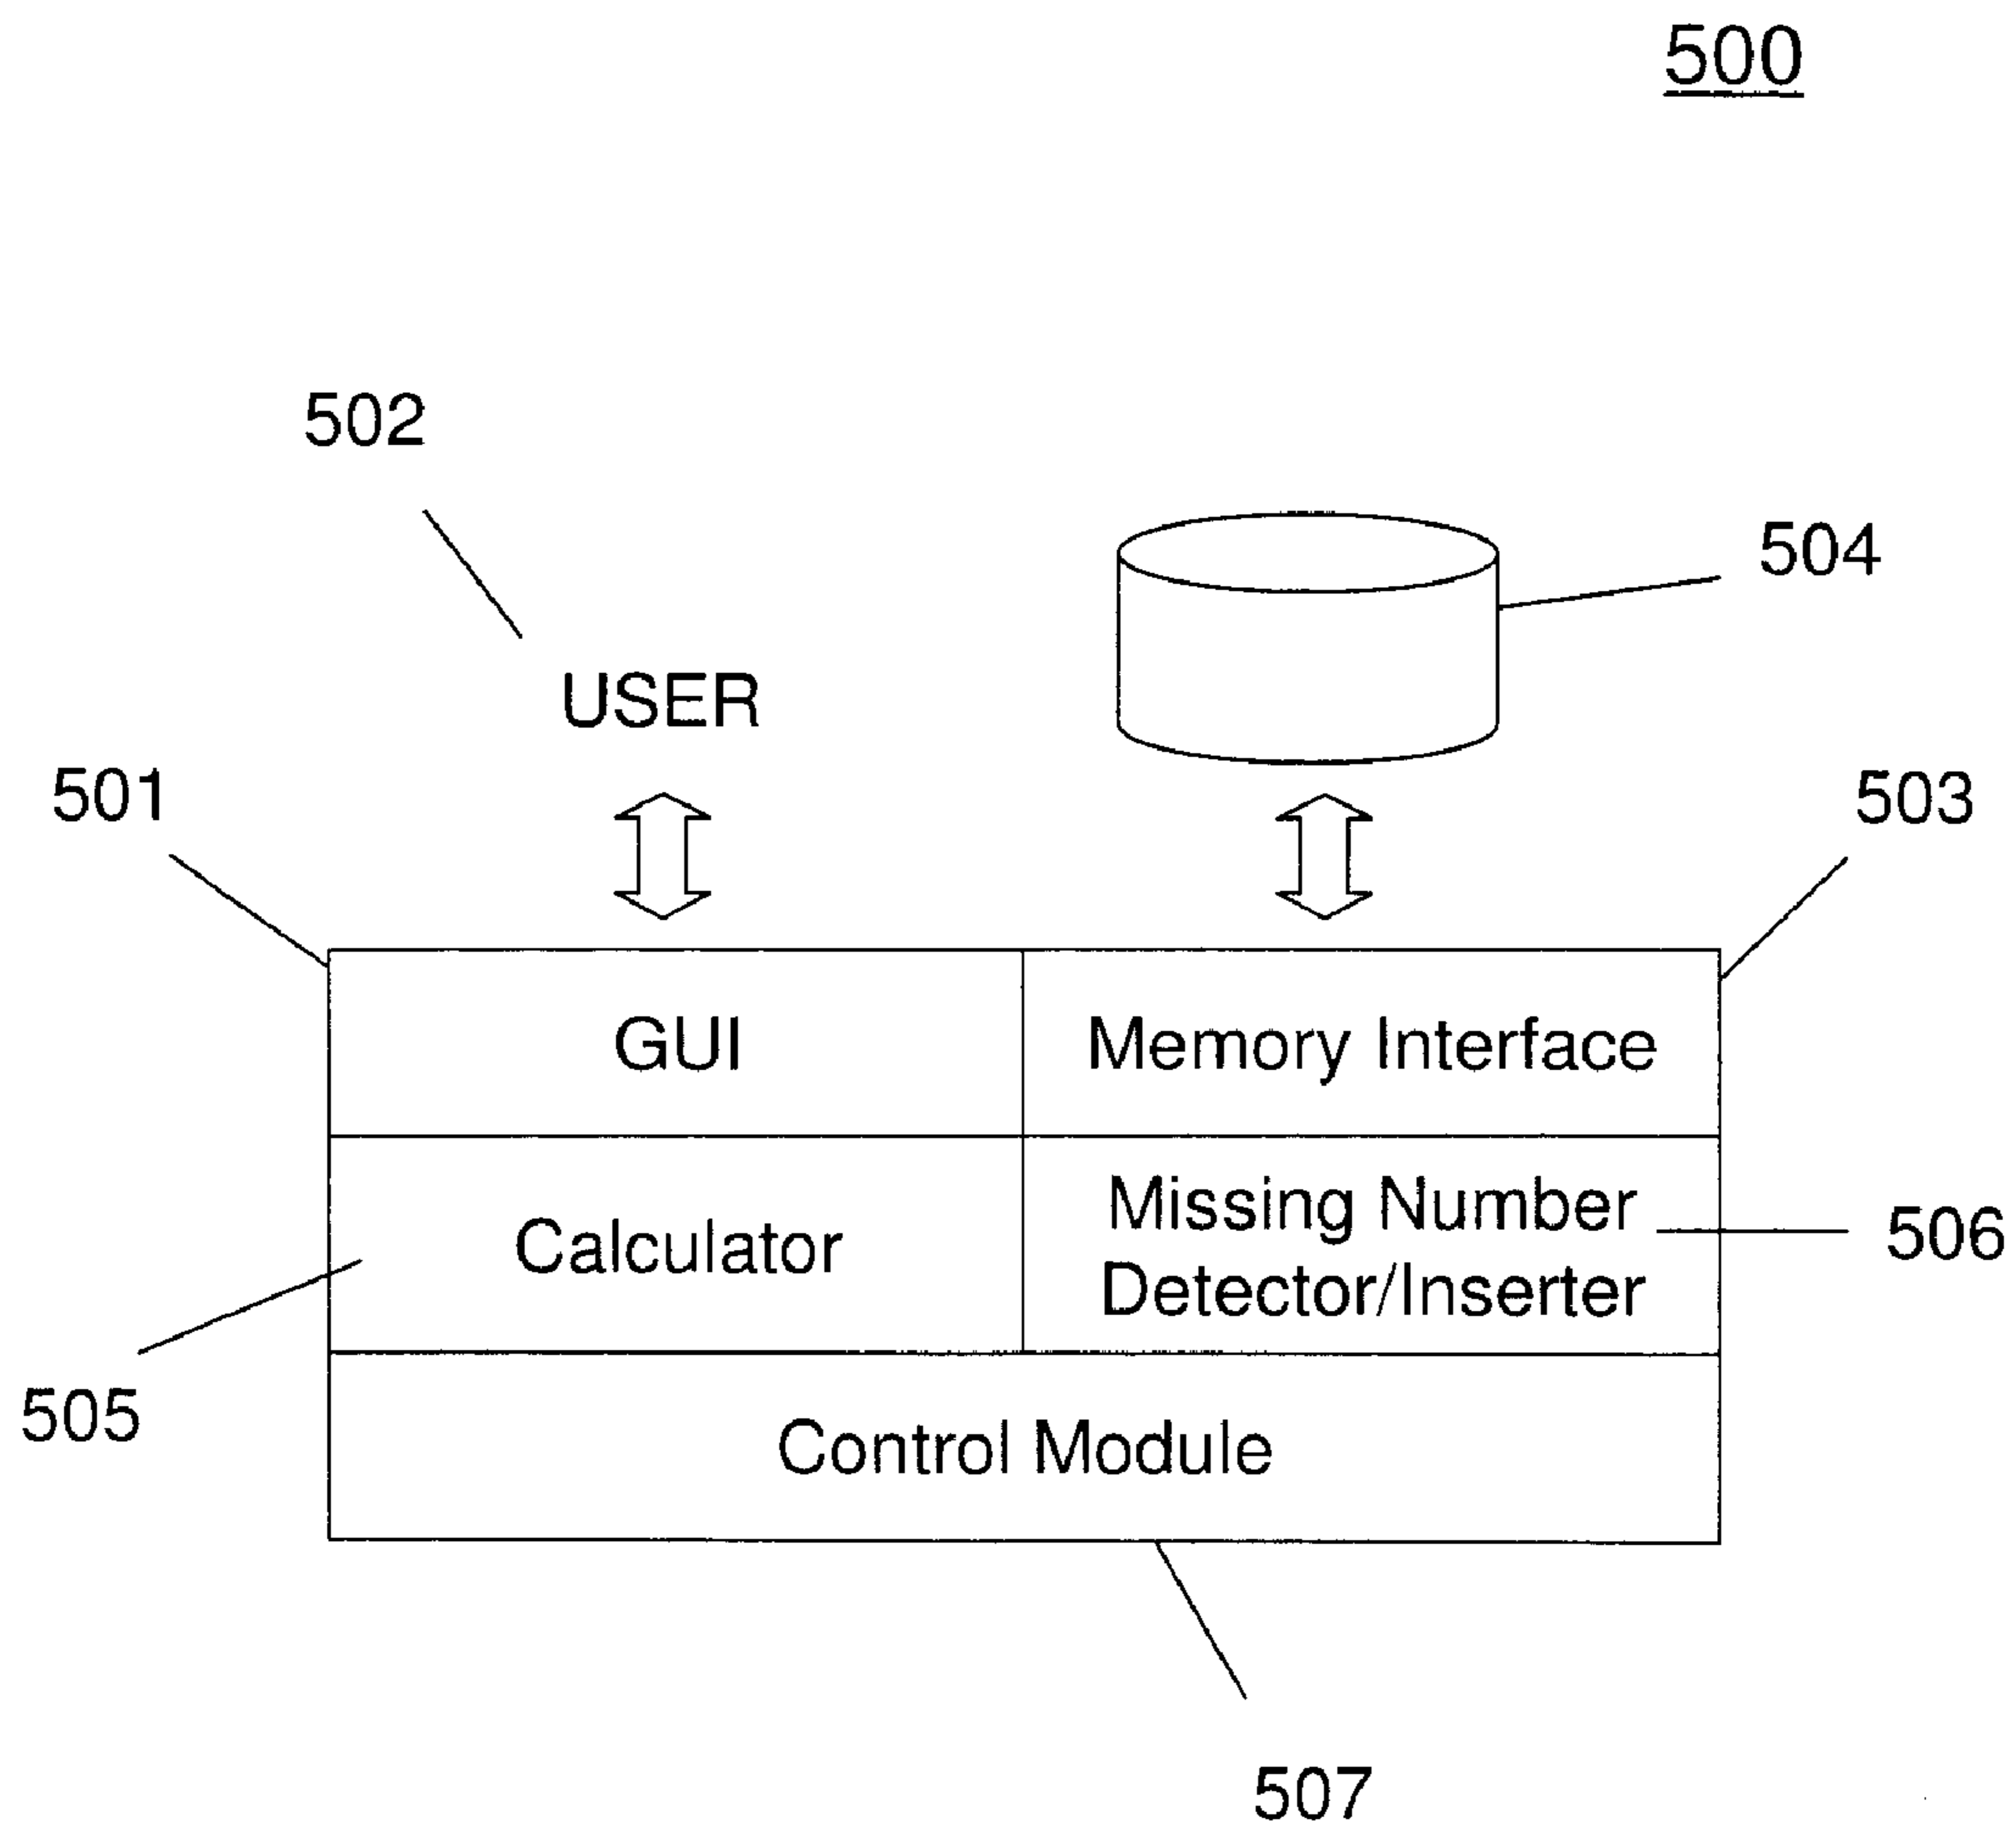 500
502
504
USER
501
503
GUI
Memory Interface
Calculator
Missing Number
Detector/Inserter
506
505
Control Module
507